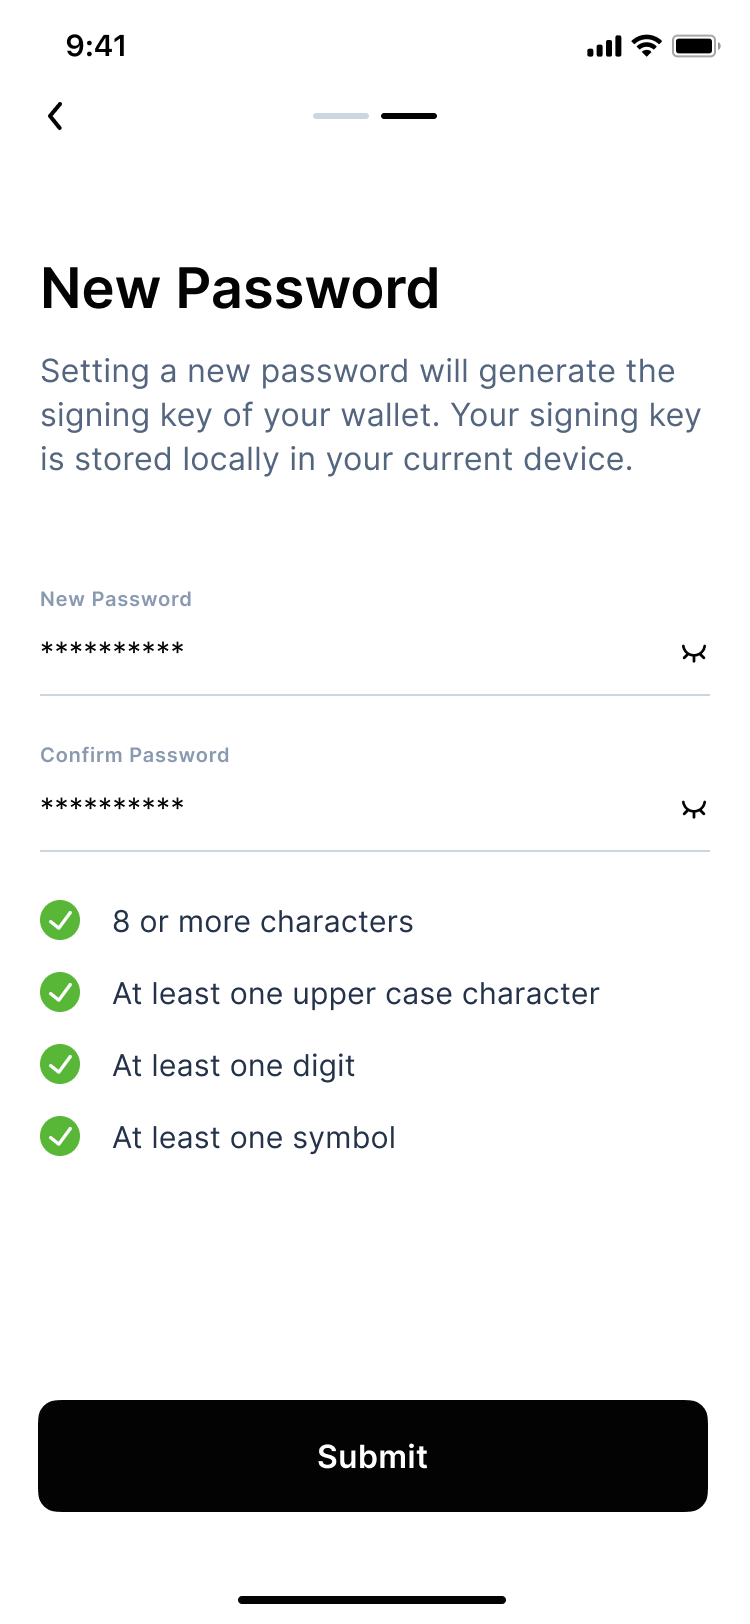 9:41
New Password
Setting a new password will generate the
signing key of your wallet. Your signing key
is stored locally in your current device.
New Password
**********
Confirm Password
**********
8 or more characters
At least one upper case character
At least one digit
At least one symbol
Submit